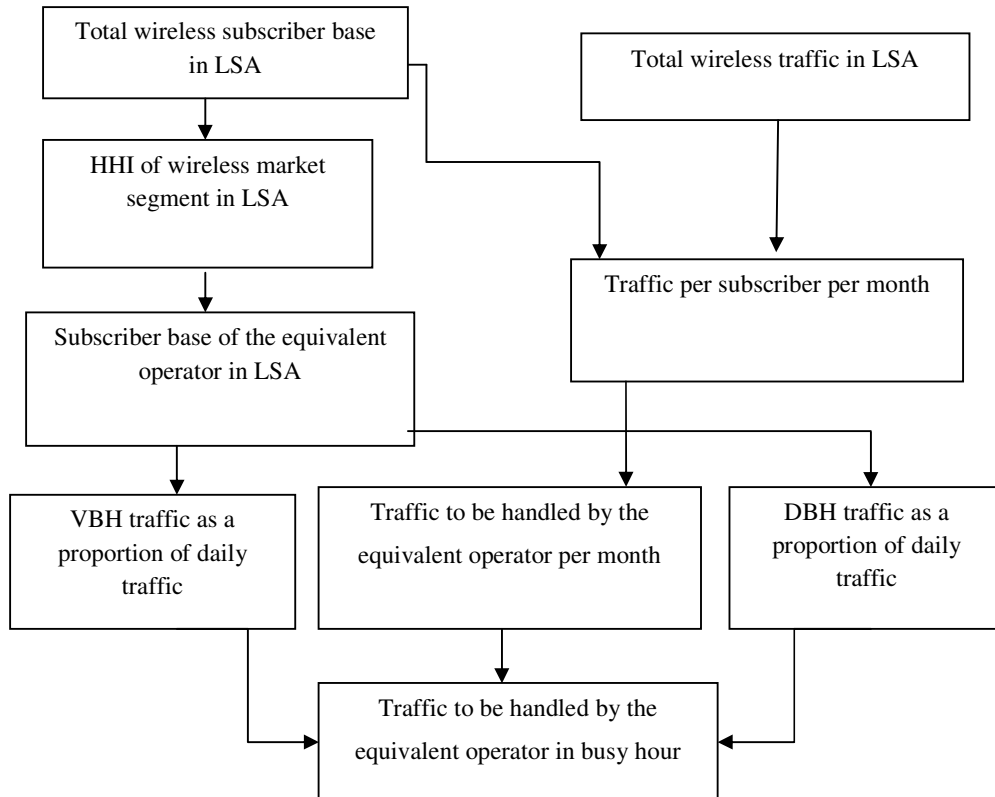 Total wireless subscriber base
in LSA
Total wireless traffic in LSA
HHI of wireless market
segment in LSA
Traffic per subscriber per month
Subscriber base of the equivalent
operator in LSA
VBH traffic as a
proportion of daily
traffic
Traffic to be handled by the
equivalent operator per month
DBH traffic as a
proportion of daily
traffic
Traffic to be handled by the
equivalent operator in busy hour